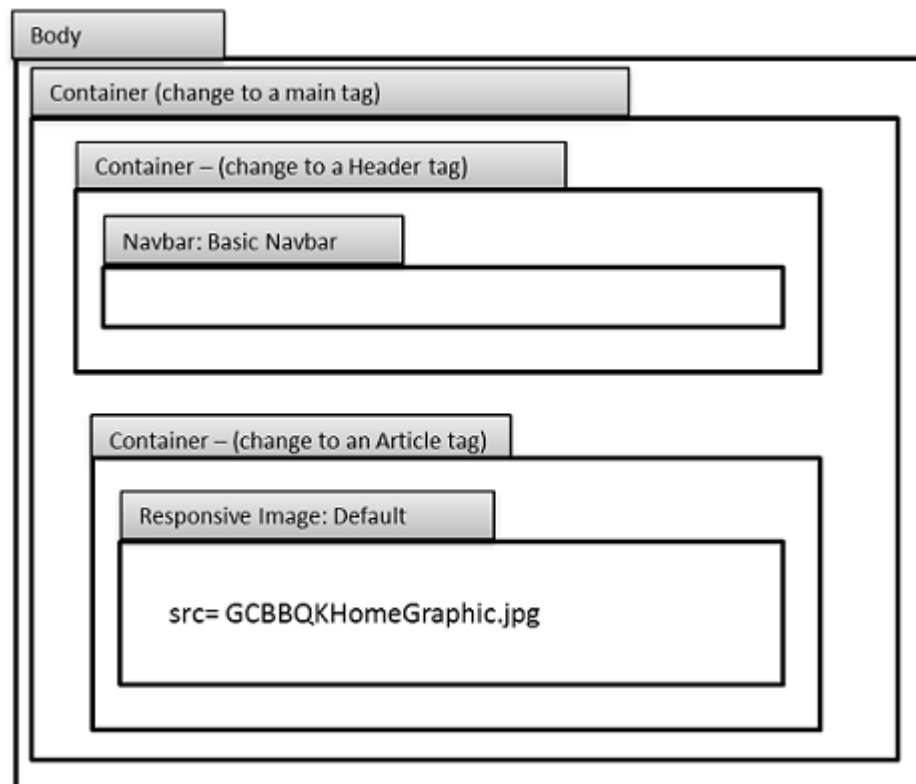 Body
Container (change to a main tag)
Container – (change to a Header tag)
Navbar: Basic Navbar
Container – (change to an Article tag)
Responsive Image: Default
src= GCBBQKHomeGraphic.jpg